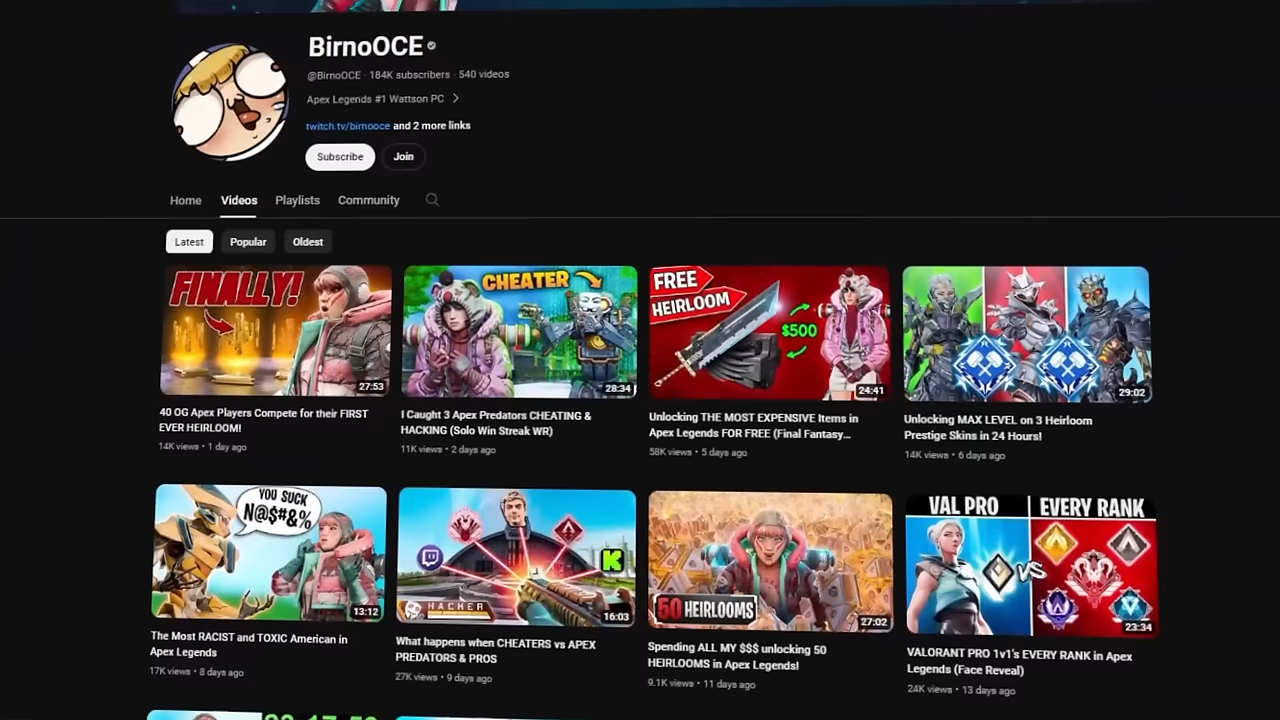 BirnoOCE
@BirnoOCE · 184K subscribers · 540 videos
Apex Legends #1 Wattson PC
twitch.tv/birnooce and 2 more links
Subscribe
Join
Home
Videos
Playlists
Community
Latest
Popular
Oldest
FINALLY!
27:53
40 OG Apex Players Compete for their FIRST
EVER HEIRLOOM!
14K views • 1 day ago
CHEATER
28:34
I Caught 3 Apex Predators CHEATING &
HACKING (Solo Win Streak WR)
11K views • 2 days ago
FREE
HEIRLOOM
$500
24:41
Unlocking THE MOST EXPENSIVE Items in
Apex Legends FOR FREE (Final Fantasy...
58K views • 5 days ago
29:02
Unlocking MAX LEVEL on 3 Heirloom
Prestige Skins in 24 Hours!
14K views • 6 days ago
YOU SUCK
N@$#&%
13:12
The Most RACIST and TOXIC American in
Apex Legends
17K views • 8 days ago
K
HACKER
16:03
What happens when CHEATERS vs APEX
PREDATORS & PROS
27K views • 9 days ago
50 HEIRLOOMS
27:02
Spending ALL MY $$$ unlocking 50
HEIRLOOMS in Apex Legends!
9.1K views • 11 days ago
VAL PRO
EVERY RANK
VS
23:34
VALORANT PRO 1v1's EVERY RANK in Apex
Legends (Face Reveal)
24K views • 13 days ago